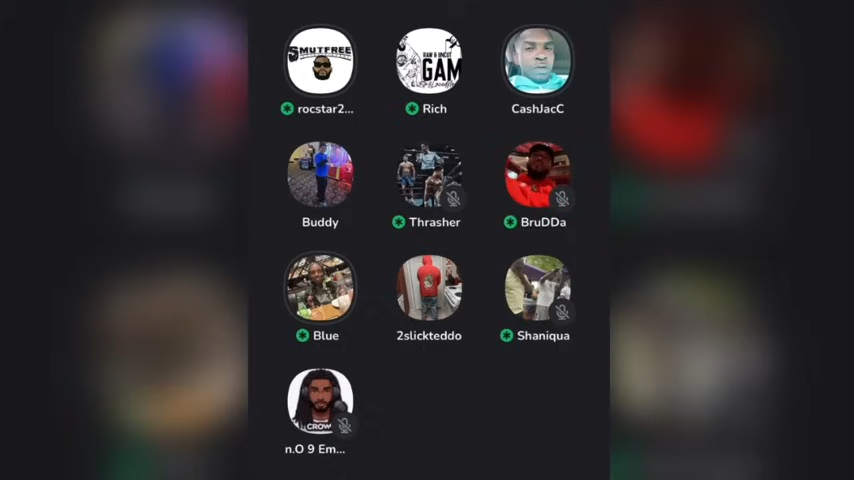 SMUTFREE
RAW & UNCUT
GAM
rocstar2...
Rich
CashJacC
Buddy
Thrasher
BruDDa
Blue
2slickteddo
Shaniqua
CROW
n.O 9 Em...